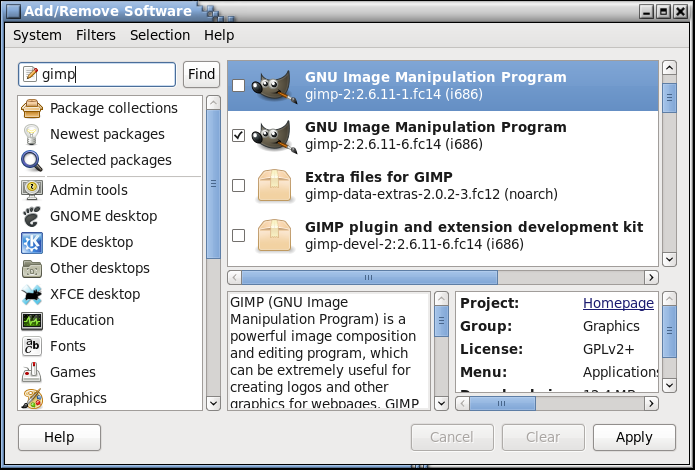 Add/Remove Software
System Filters Selection Help
gimp
Find
Package collections
Newest packages
Selected packages
Admin tools
GNOME desktop
KDE desktop
Other desktops
XFCE desktop
Education
Fonts
Games
Graphics
GNU Image Manipulation Program
gimp-2:2.6.11-1.fc14 (i686)
GNU Image Manipulation Program
gimp-2:2.6.11-6.fc14 (i686)
Extra files for GIMP
gimp-data-extras-2.0.2-3.fc12 (noarch)
GIMP plugin and extension development kit
gimp-devel-2:2.6.11-6.fc14 (i686)
GIMP (GNU Image
Manipulation Program) is a
powerful image composition
and editing program, which
can be extremely useful for
creating logos and other
graphics for webpages. GIMP
Project: Homepage
Group: Graphics
License: GPLv2+
Menu: Applications
Help
Cancel
Clear
Apply